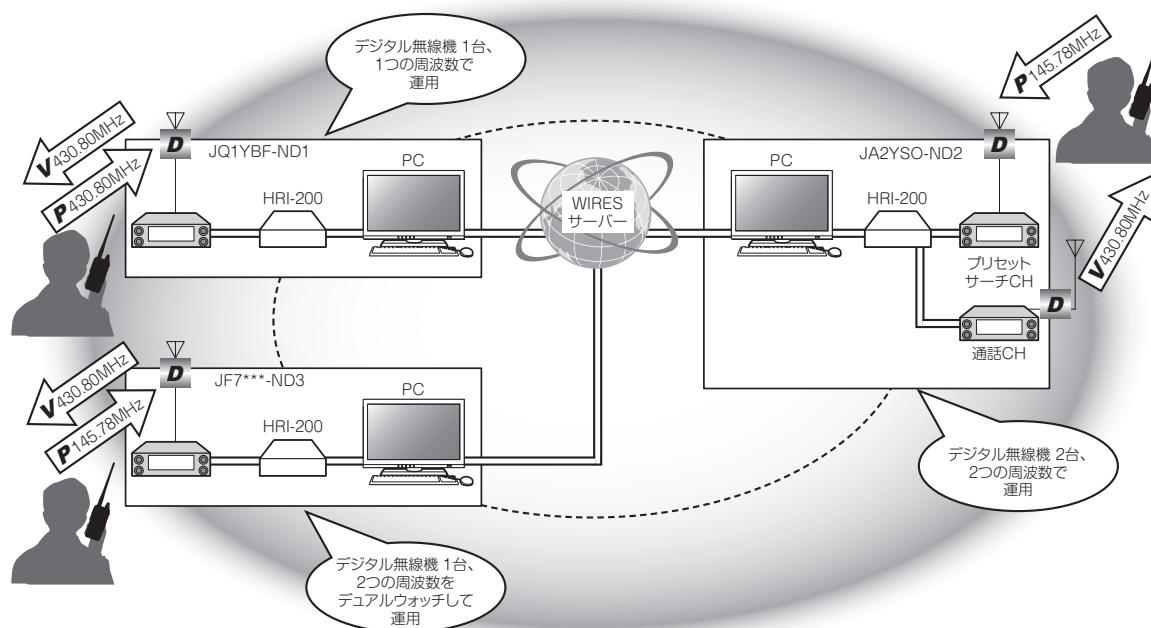 デジタル無線機 1台、
1つの周波数で
運用
V430.80MHz
P430.80MHz
D
JQ1YBF-ND1
PC
HRI-200
WIRES
サーバー
P145.78MHz
JA2YSO-ND2
D
PC
HRI-200
プリセット
サーチCH
D
通話CH
V430.80MHz
V430.80MHz
P145.78MHz
D
JF7***-ND3
PC
HRI-200
デジタル無線機 2台、
2つの周波数で
運用
デジタル無線機 1台、
2つの周波数を
デュアルウォッチして
運用